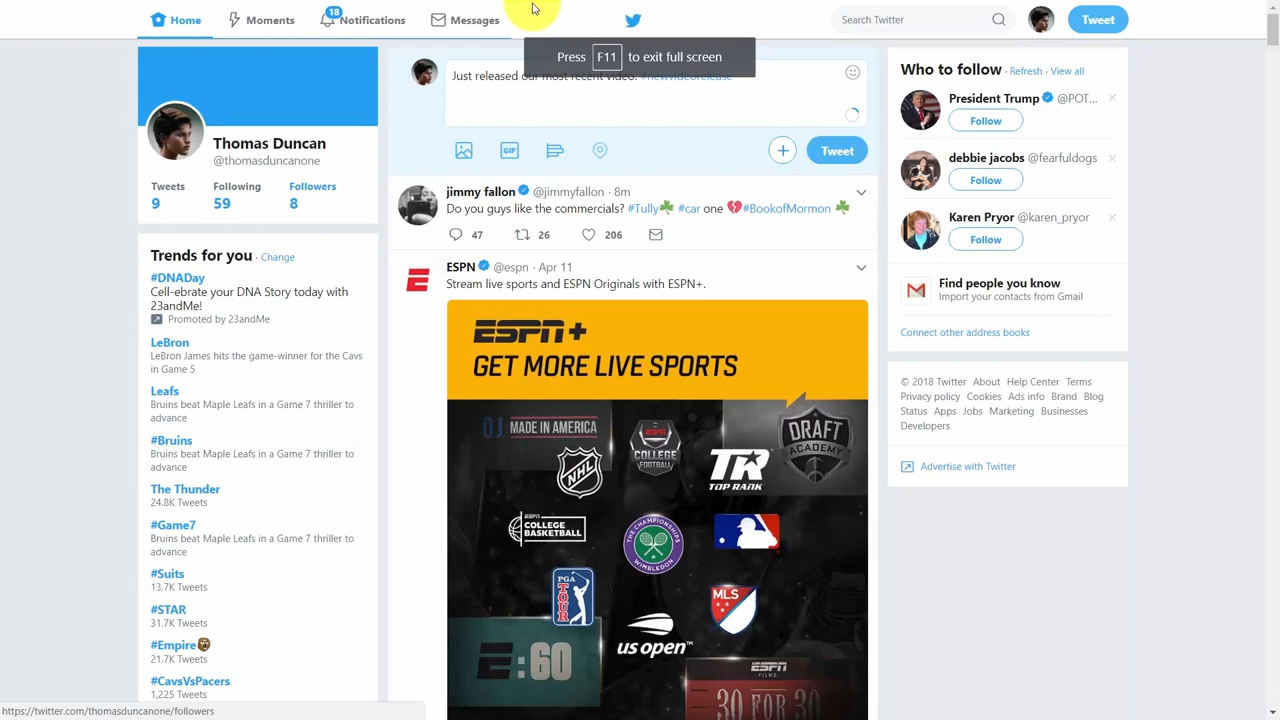 Home
Moments
18
Notifications
Messages
Search Twitter
Tweet
Press F11 to exit full screen
Just released our most recent video. #newvideorelease
GIF
Tweet
Thomas Duncan
@thomasduncanone
Tweets Following Followers
9 59 8
Trends for you · Change
#DNADay
Cell-ebrate your DNA Story today with
23andMe!
Promoted by 23andMe
LeBron
LeBron James hits the game-winner for the Cavs
in Game 5
Leafs
Bruins beat Maple Leafs in a Game 7 thriller to
advance
#Bruins
Bruins beat Maple Leafs in a Game 7 thriller to
advance
The Thunder
24.8K Tweets
#Game7
Bruins beat Maple Leafs in a Game 7 thriller to
advance
#Suits
13.7K Tweets
#STAR
31.7K Tweets
#Empire
21.7K Tweets
#CavsVsPacers
1,225 Tweets
jimmy fallon @jimmyfallon · 8m
Do you guys like the commercials? #Tully☘ #car one 💔#BookofMormon ☘
47 26 206
ESPN @espn · Apr 11
Stream live sports and ESPN Originals with ESPN+.
ESPN+
GET MORE LIVE SPORTS
OJ: MADE IN AMERICA
COLLEGE
FOOTBALL
DRAFT
ACADEMY
NHL
TR
TOP RANK
ESPN
COLLEGE
BASKETBALL
THE CHAMPIONSHIPS
WIMBLEDON
PGA
TOUR
MLS
us open
E:60
ESPN
FILMS
30 FOR 30
Who to follow · Refresh · View all
President Trump @POT...
Follow
debbie jacobs @fearfuldogs
Follow
Karen Pryor @karen_pryor
Follow
Find people you know
Import your contacts from Gmail
Connect other address books
© 2018 Twitter About Help Center Terms
Privacy policy Cookies Ads info Brand Blog
Status Apps Jobs Marketing Businesses
Developers
Advertise with Twitter
https://twitter.com/thomasduncanone/followers